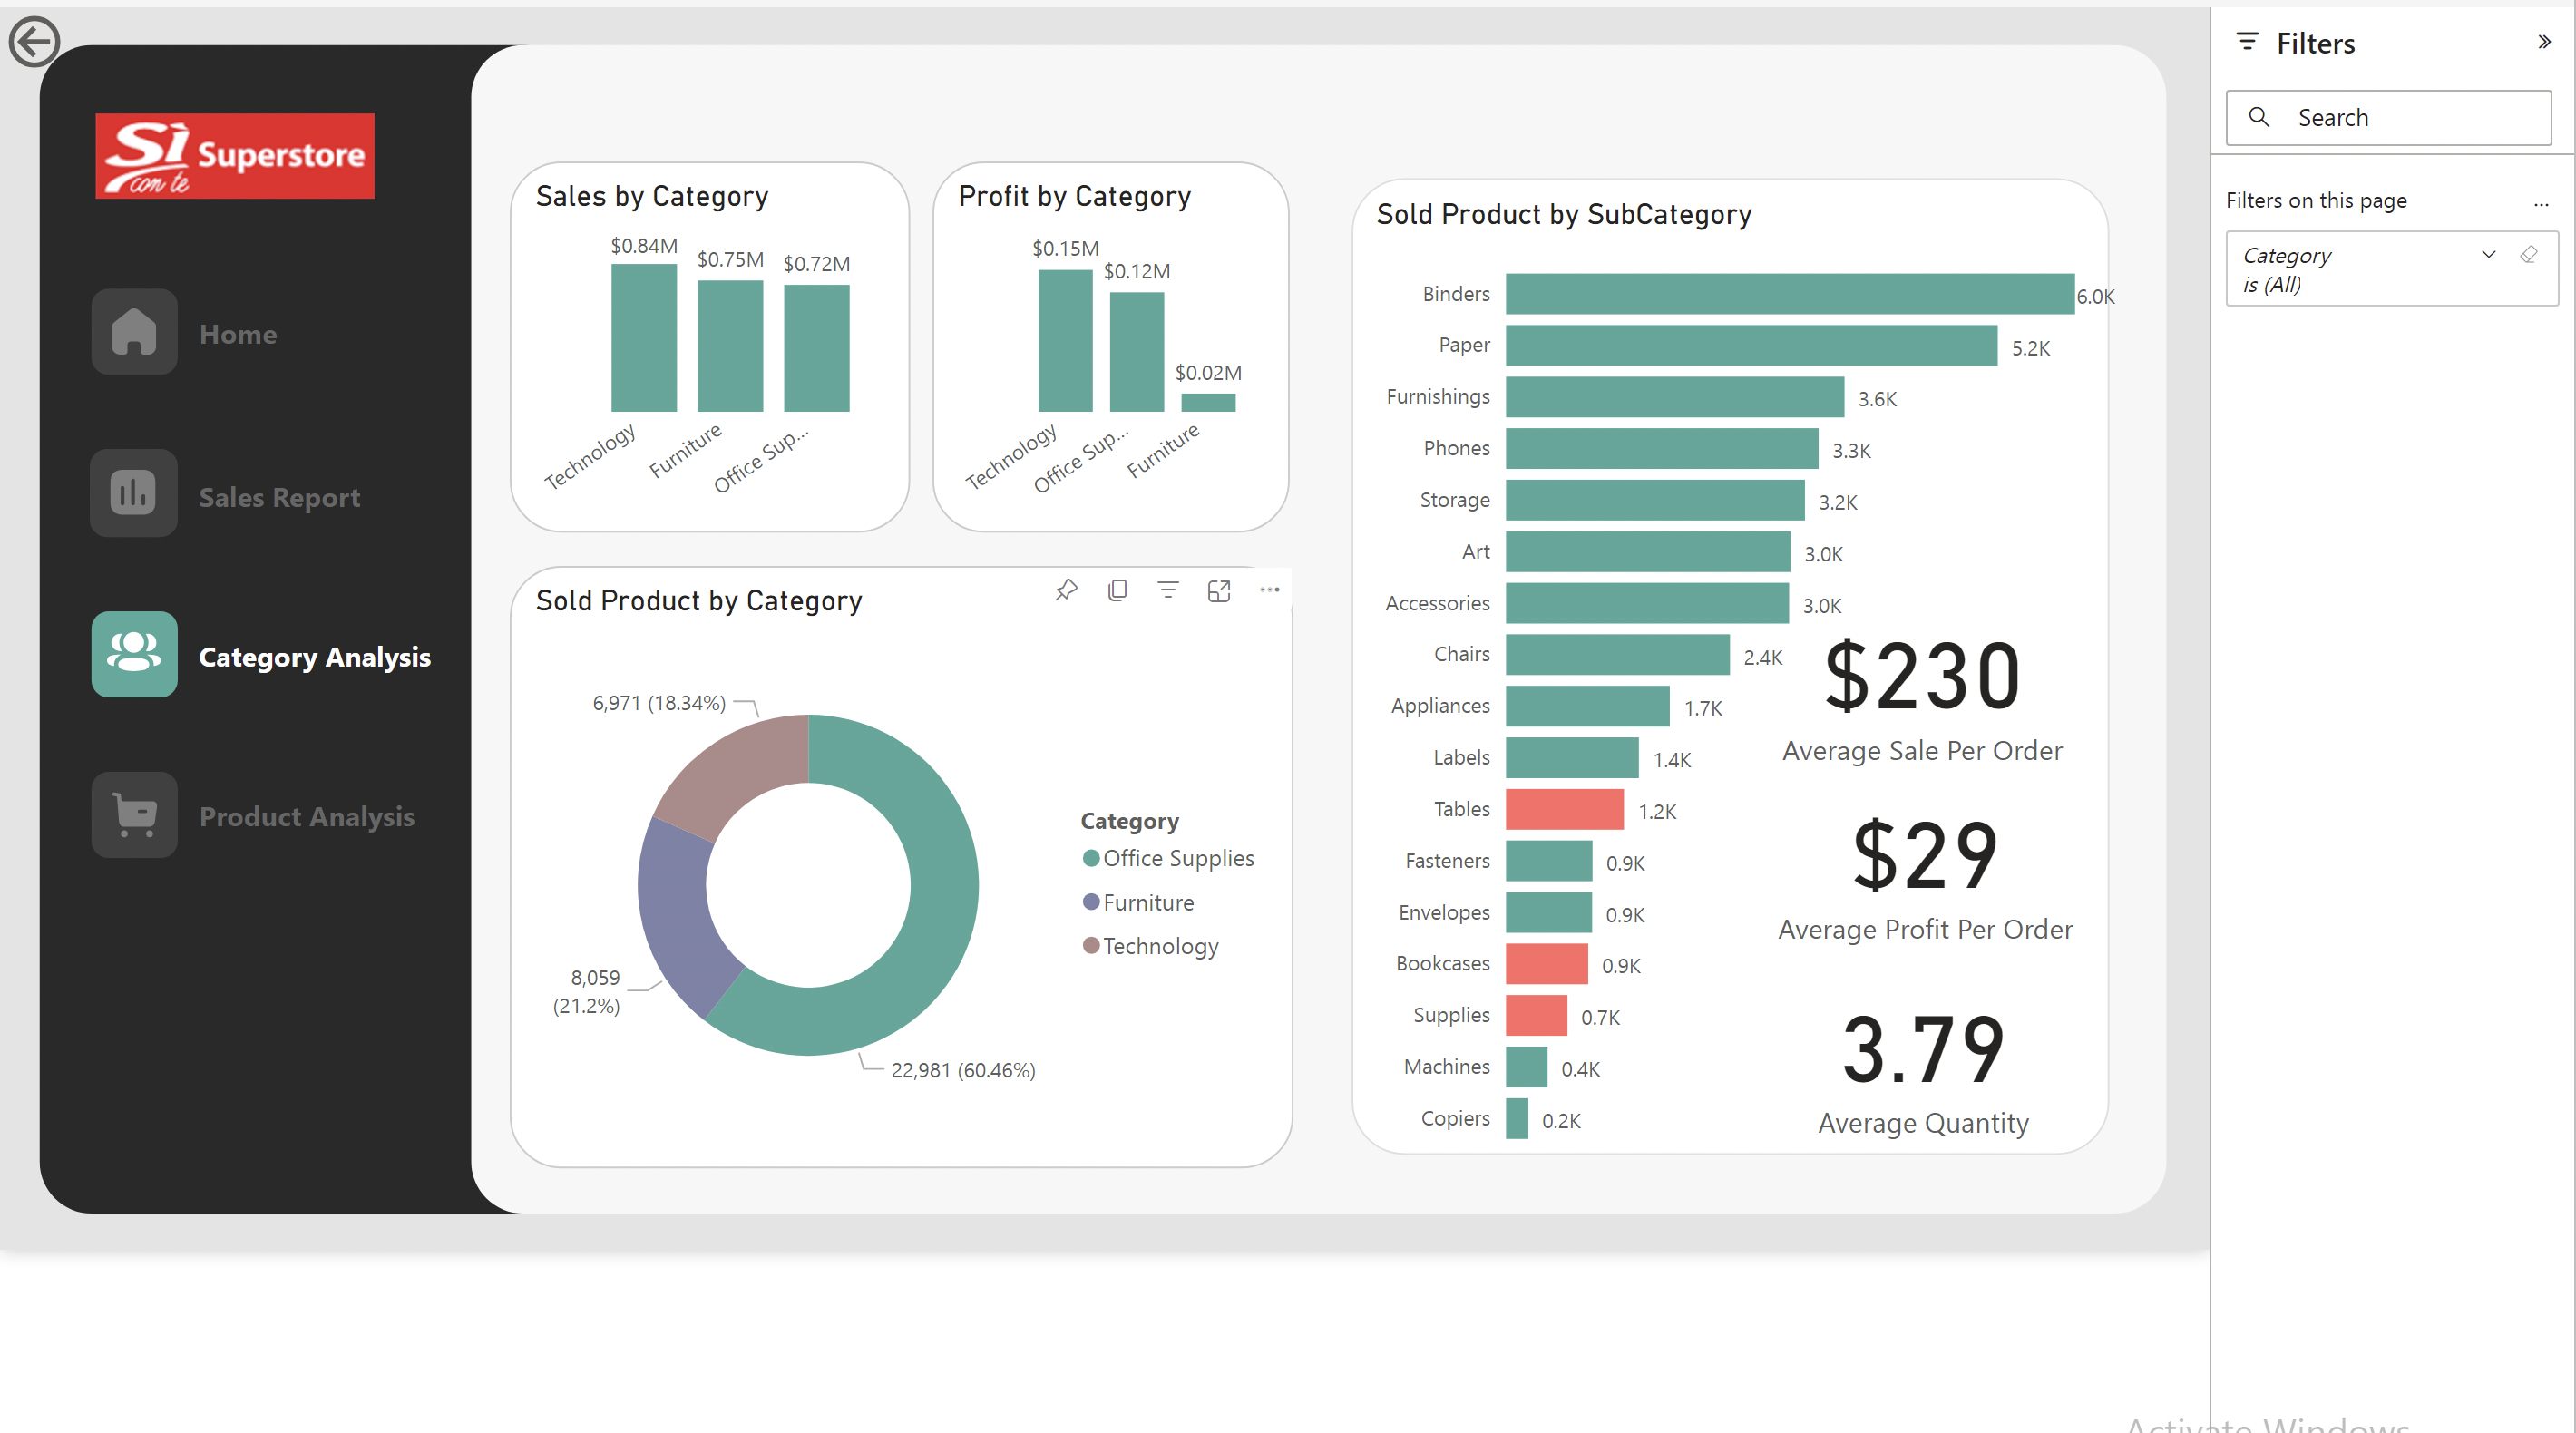 Sì
con te
Superstore
Home
Sales Report
Category Analysis
Product Analysis
Sales by Category
$0.84M
$0.75M
$0.72M
Technology
Furniture
Office Sup...
Profit by Category
$0.15M
$0.12M
$0.02M
Technology
Office Sup...
Furniture
Sold Product by Category
6,971 (18.34%)
8,059
(21.2%)
22,981 (60.46%)
Category
Office Supplies
Furniture
Technology
Sold Product by SubCategory
Binders 6.0K
Paper 5.2K
Furnishings 3.6K
Phones 3.3K
Storage 3.2K
Art 3.0K
Accessories 3.0K
Chairs 2.4K
Appliances 1.7K
Labels 1.4K
Tables 1.2K
Fasteners 0.9K
Envelopes 0.9K
Bookcases 0.9K
Supplies 0.7K
Machines 0.4K
Copiers 0.2K
$230
Average Sale Per Order
$29
Average Profit Per Order
3.79
Average Quantity
Filters
Search
Filters on this page
...
Category
is (All)
Activate Windows